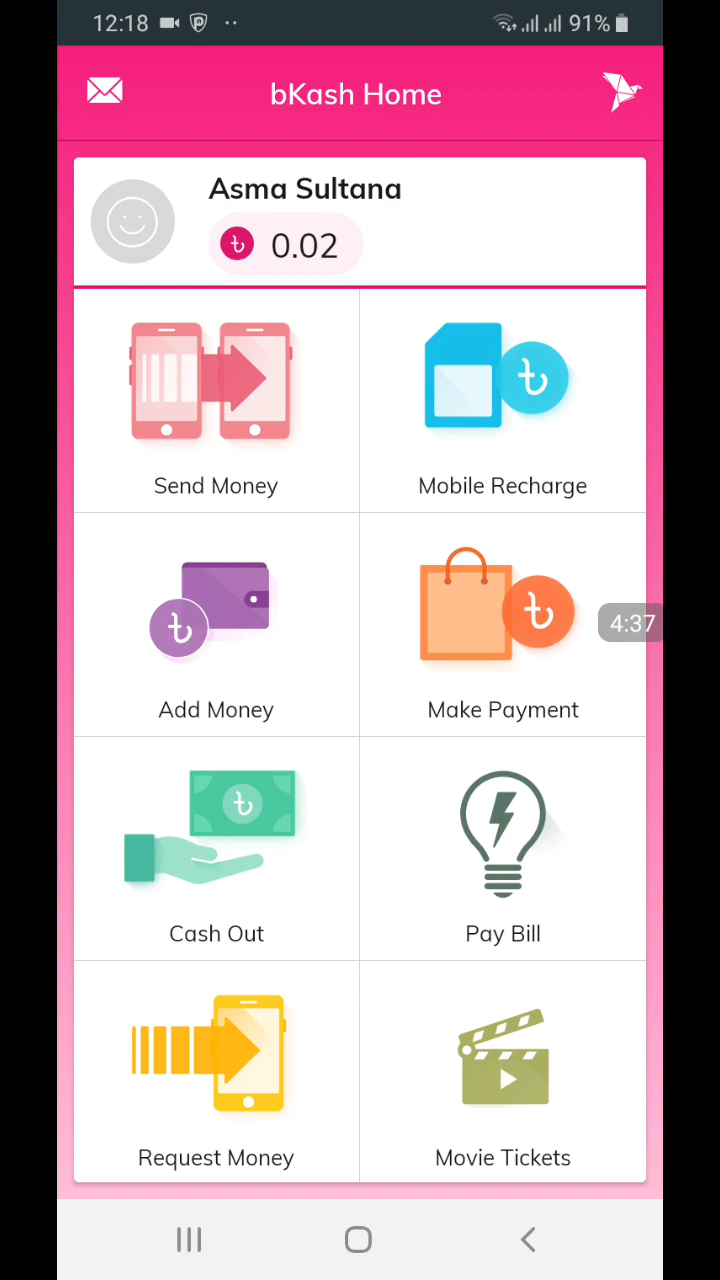 12:18
91%
bKash Home
Asma Sultana
৳ 0.02
Send Money
Mobile Recharge
৳
Add Money
৳
Make Payment
৳
4:37
Cash Out
৳
Pay Bill
Request Money
Movie Tickets